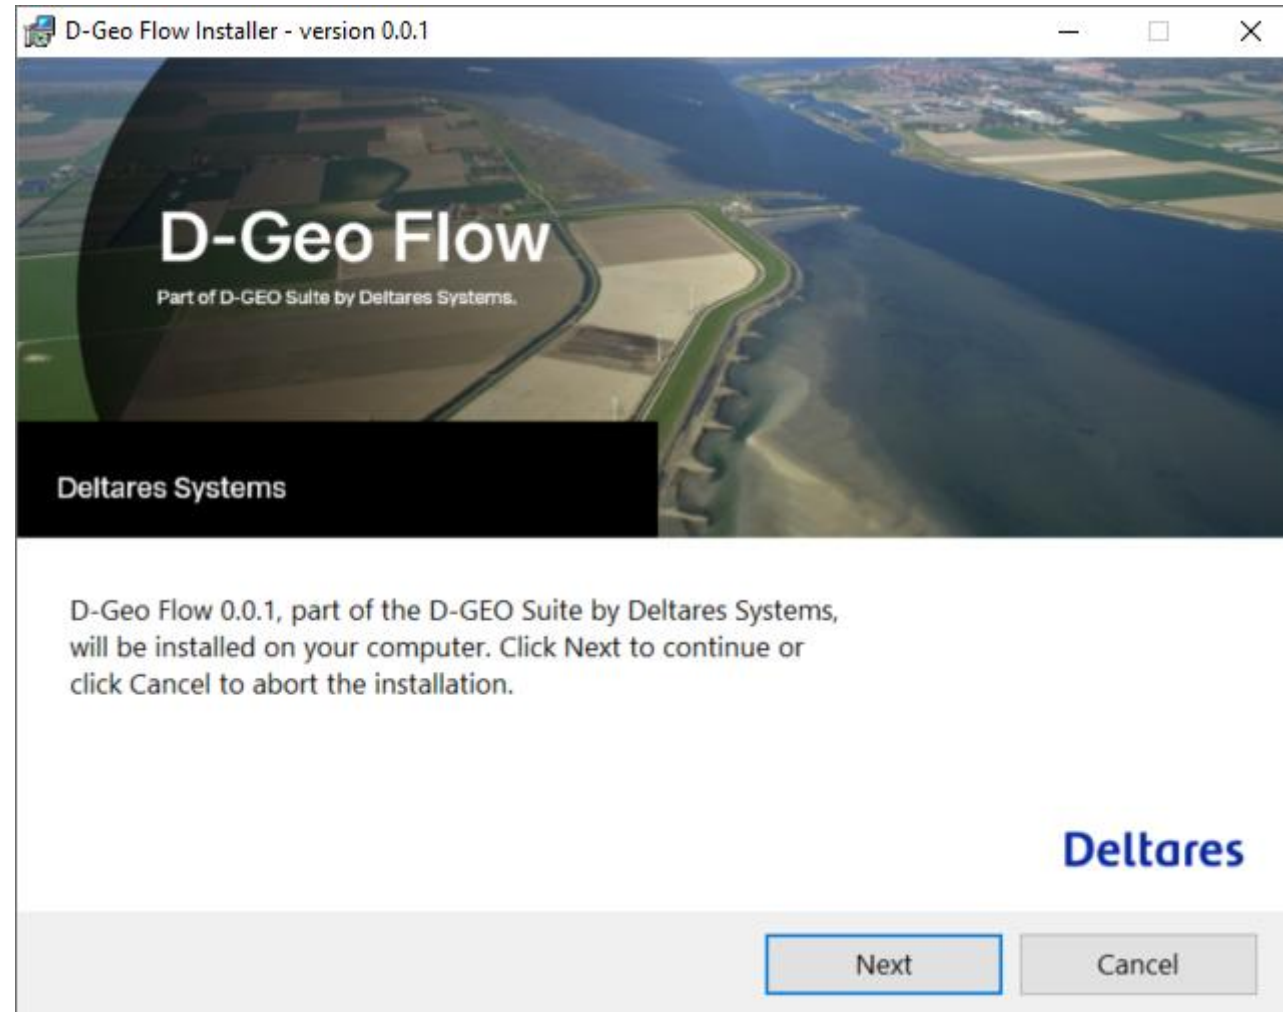 D-Geo Flow Installer - version 0.0.1
D-Geo Flow
Part of D-GEO Suite by Deltares Systems.
Deltares Systems
D-Geo Flow 0.0.1, part of the D-GEO Suite by Deltares Systems,
will be installed on your computer. Click Next to continue or
click Cancel to abort the installation.
Deltares
Next
Cancel